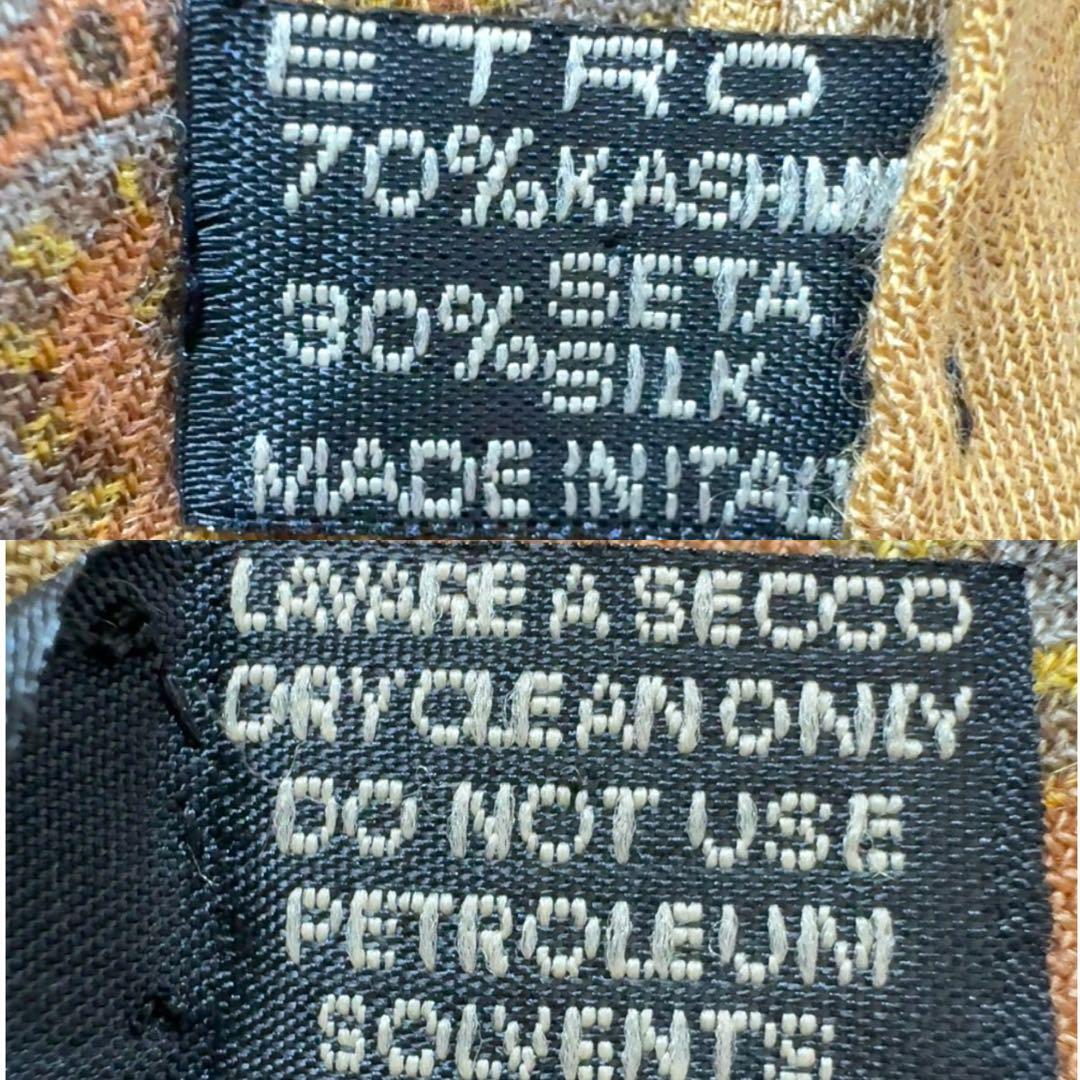 ETRO
70% KASHM
30% SETA
SILK
MADE IN ITALY
LAVARE A SECCO
DRY CLEAN ONLY
DO NOT USE
PETROLEUM
SOLVENTS